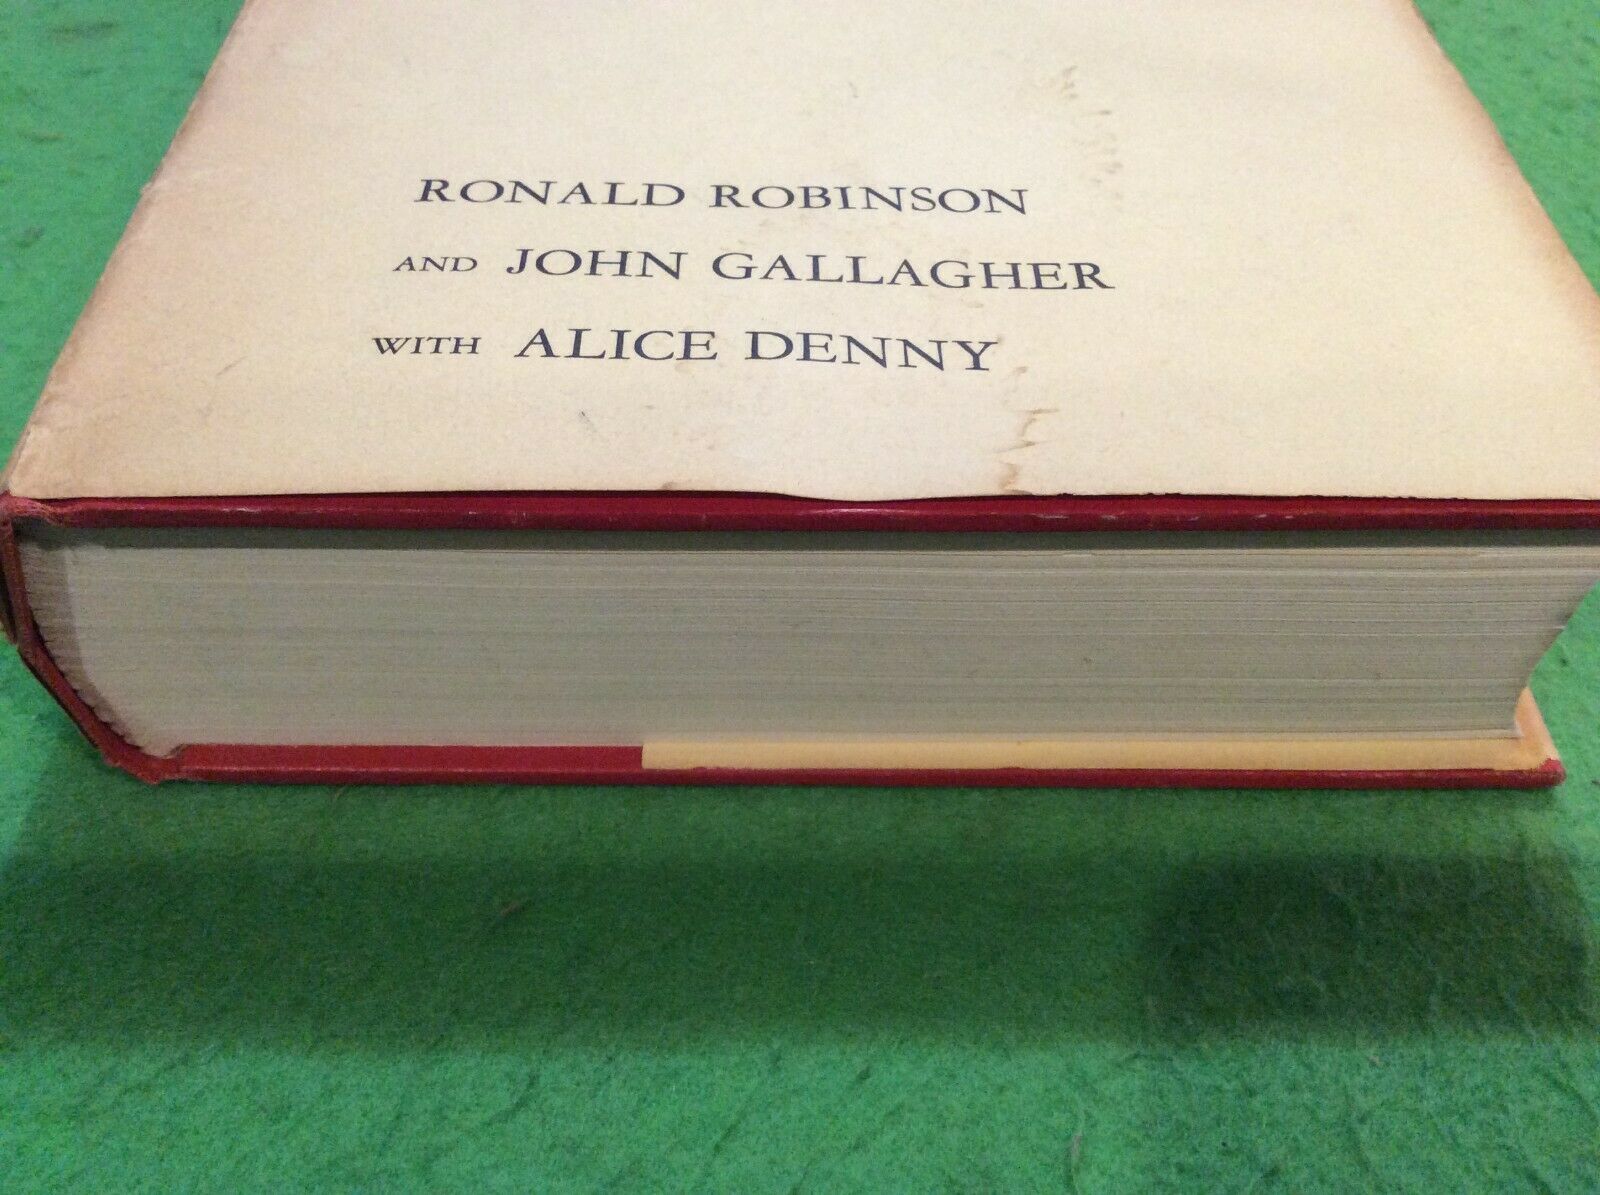 RONALD ROBINSON
AND JOHN GALLAGHER
WITH ALICE DENNY